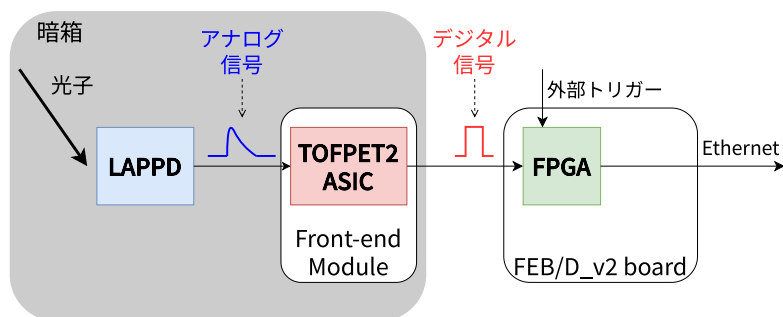 暗箱
光子
アナログ
信号
デジタル
信号
外部トリガー
LAPPD
TOFPET2
ASIC
FPGA
Ethernet
Front-end
Module
FEB/D_v2 board